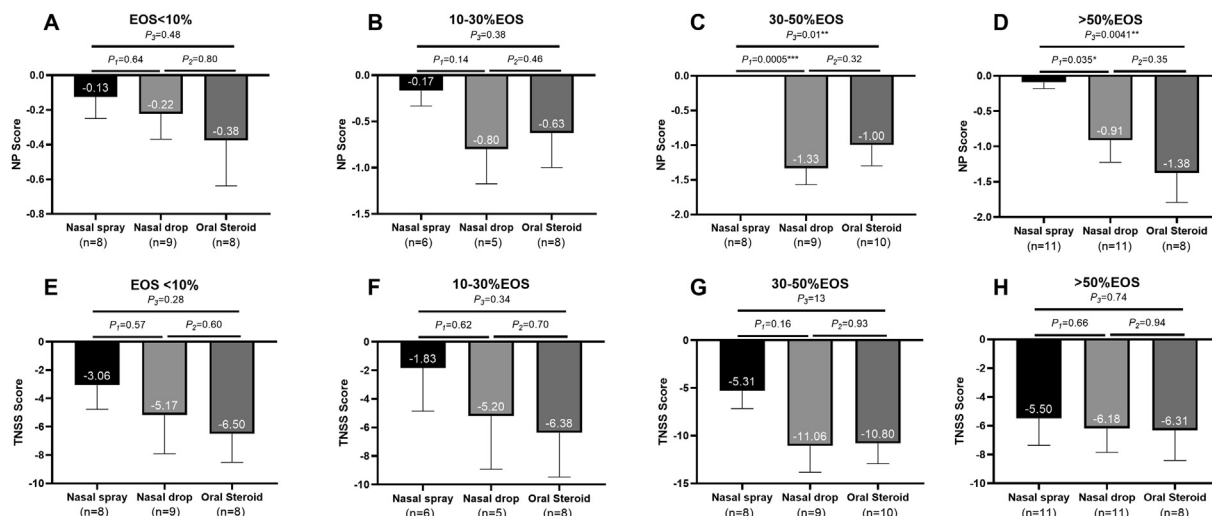 A
EOS<10%
P3=0.48
P1=0.64
P2=0.80
NP Score
0.0
-0.2
-0.4
-0.6
-0.8
-0.13
-0.22
-0.38
Nasal spray Nasal drop Oral Steroid
(n=8) (n=9) (n=8)
B
10-30%EOS
P3=0.38
P1=0.14
P2=0.46
NP Score
0.0
-0.5
-1.0
-1.5
-0.17
-0.80
-0.63
Nasal spray Nasal drop Oral Steroid
(n=6) (n=5) (n=8)
C
30-50%EOS
P3=0.01**
P1=0.0005***
P2=0.32
NP Score
0.0
-0.5
-1.0
-1.5
-2.0
-1.33
-1.00
Nasal spray Nasal drop Oral Steroid
(n=8) (n=9) (n=10)
D
>50%EOS
P3=0.0041**
P1=0.035*
P2=0.35
NP Score
0.0
-0.5
-1.0
-1.5
-2.0
-0.91
-1.38
Nasal spray Nasal drop Oral Steroid
(n=11) (n=11) (n=8)
E
EOS <10%
P3=0.28
P1=0.57
P2=0.60
TNSS Score
0
-2
-4
-6
-8
-10
-3.06
-5.17
-6.50
Nasal spray Nasal drop Oral Steroid
(n=8) (n=9) (n=8)
F
10-30%EOS
P3=0.34
P1=0.62
P2=0.70
TNSS Score
0
-2
-4
-6
-8
-10
-1.83
-5.20
-6.38
Nasal spray Nasal drop Oral Steroid
(n=6) (n=5) (n=8)
G
30-50%EOS
P3=13
P1=0.16
P2=0.93
TNSS Score
0
-5
-10
-15
-5.31
-11.06
-10.80
Nasal spray Nasal drop Oral Steroid
(n=8) (n=9) (n=10)
H
>50%EOS
P3=0.74
P1=0.66
P2=0.94
TNSS Score
0
-2
-4
-6
-8
-10
-5.50
-6.18
-6.31
Nasal spray Nasal drop Oral Steroid
(n=11) (n=11) (n=8)